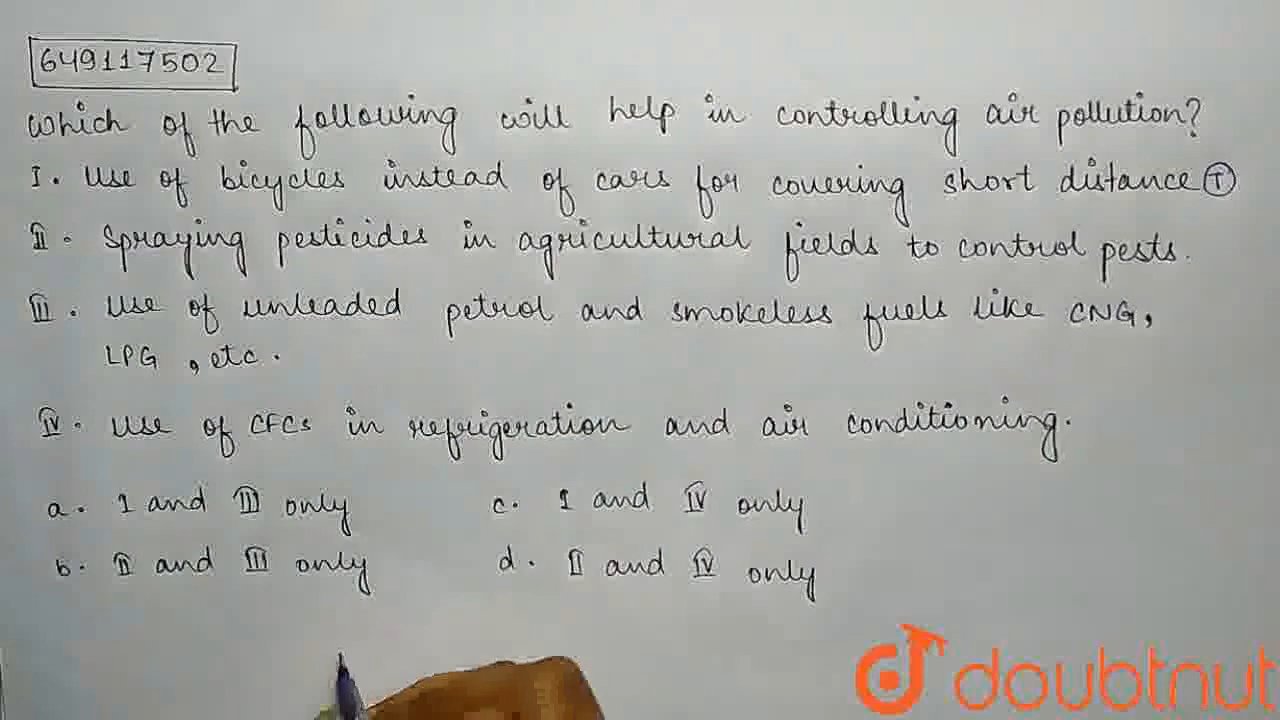 649117502
Which of the following will help in controlling air pollution?
I. Use of bicycles instead of cars for covering short distance T
II. Spraying pesticides in agricultural fields to control pests.
III. Use of unleaded petrol and smokeless fuels like CNG,
LPG, etc.
IV. Use of CFCs in refrigeration and air conditioning.
a. I and III only
c. I and IV only
b. II and III only
d. II and IV only
doubtnut